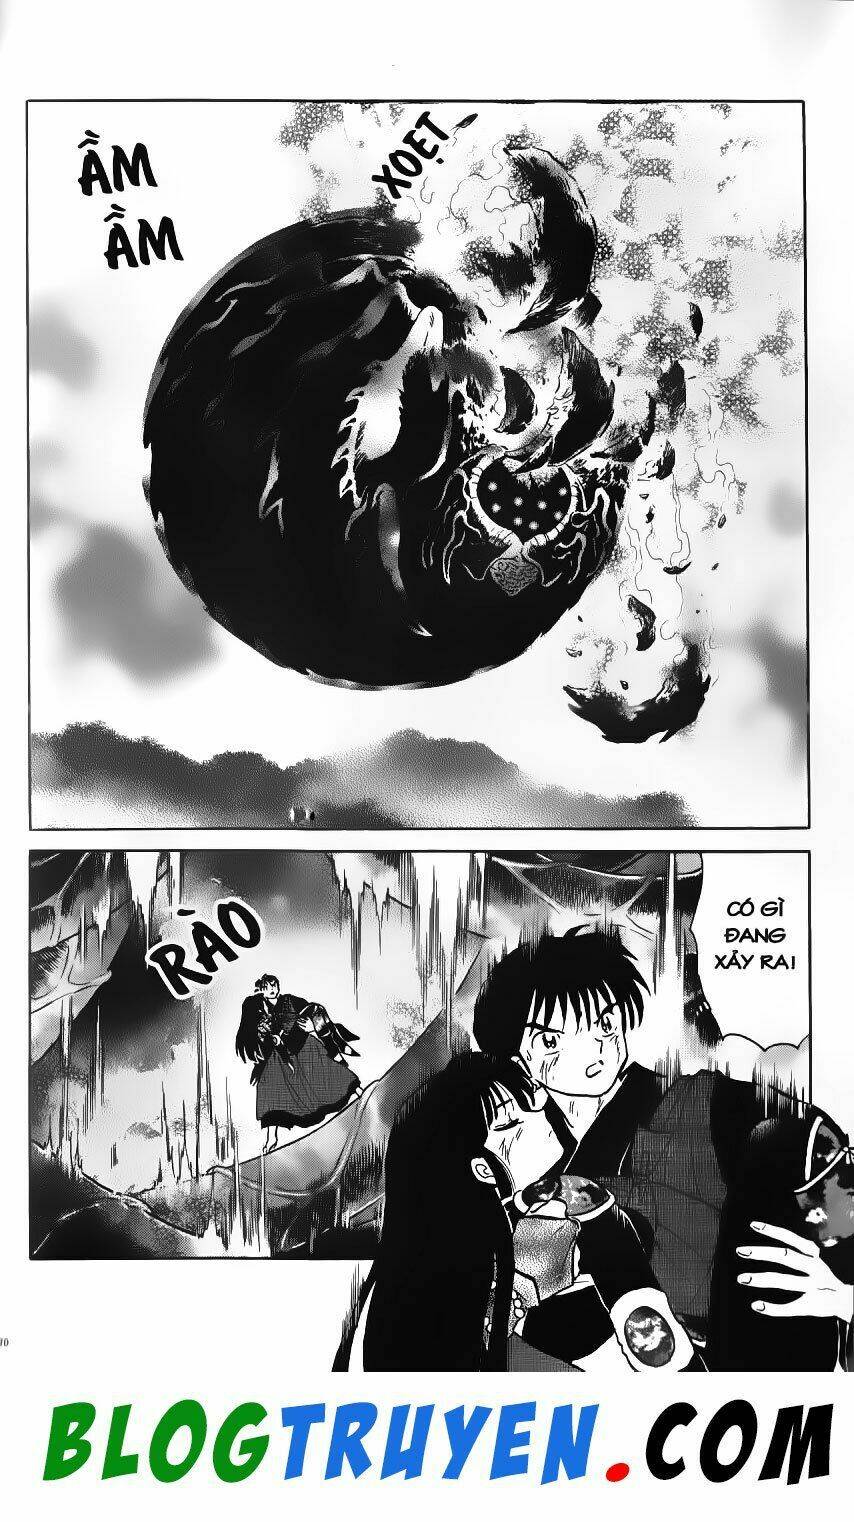 ẦM
ẦM
XOẸT
RÀO
CÓ GÌ
ĐANG
XẢY RA!
BLOGTRUYEN.COM